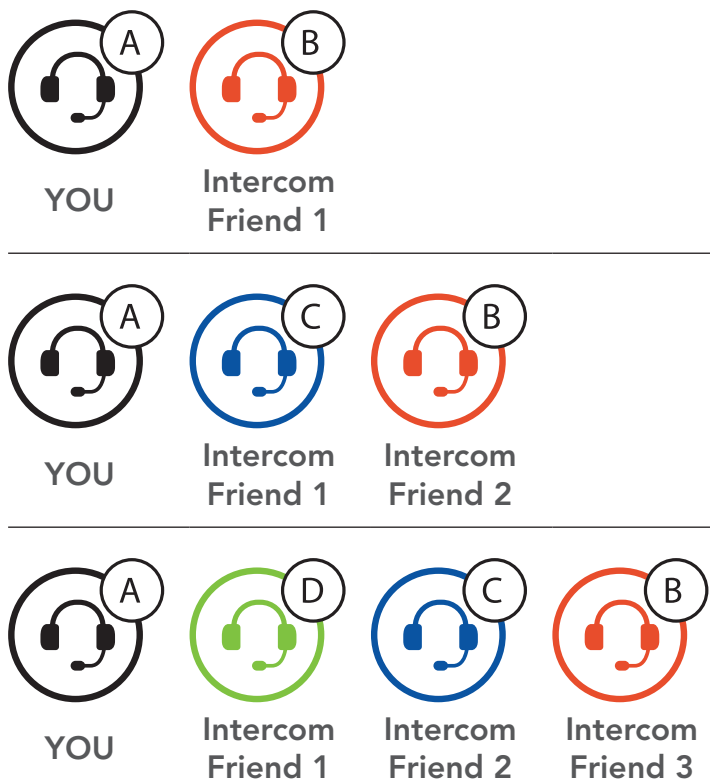 A B
YOU Intercom
Friend 1
A C B
YOU Intercom Intercom
Friend 1 Friend 2
A D C B
YOU Intercom Intercom Intercom
Friend 1 Friend 2 Friend 3